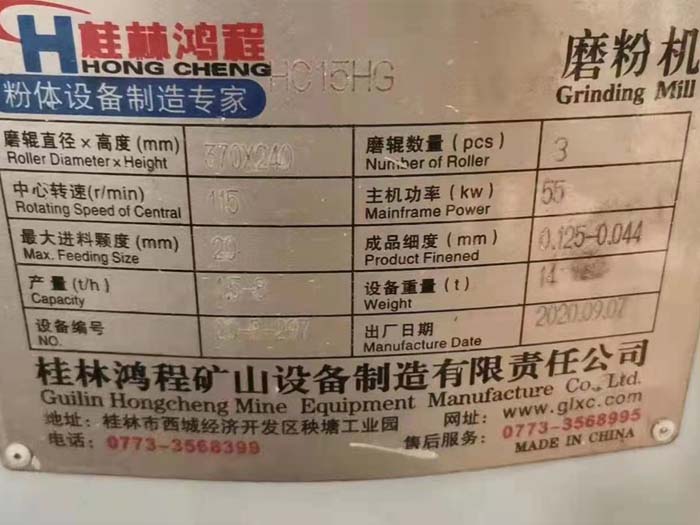 桂林鸿程
HONG CHENG
粉体设备制造专家
HC15HG
磨粉机
Grinding Mill
磨辊直径×高度(mm) 370X240 磨辊数量(pcs) 3
Roller Diameter×Height Number of Roller
中心转速(r/min) 115 主机功率(kw) 55
Rotating Speed of Central Mainframe Power
最大进料颗度(mm) 20 成品细度(mm) 0.125-0.044
Max. Feeding Size Product Finened
产量(t/h) 设备重量(t) 14
Capacity Weight
设备编号 出厂日期 2020.09.07
NO. Manufacture Date
桂林鸿程矿山设备制造有限责任公司
Guilin Hongcheng Mine Equipment Manufacture Co., Ltd.
地址：桂林市西城经济开发区秧塘工业园 网址：www.glxc.com
电话：0773-3568399 售后服务：0773-3568995
MADE IN CHINA